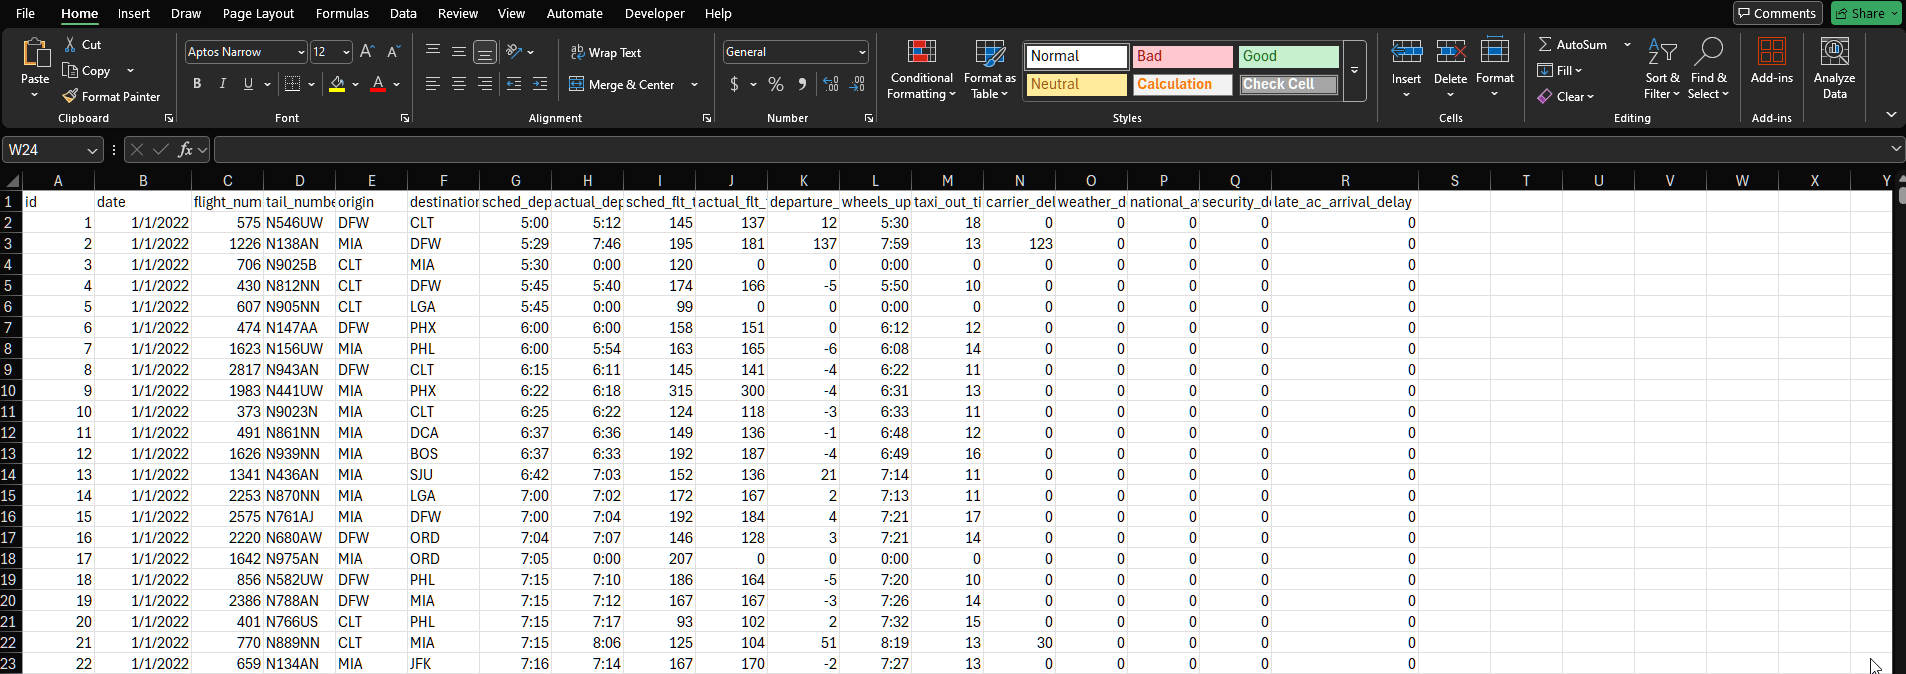 File Home Insert Draw Page Layout Formulas Data Review View Automate Developer Help Comments Share
Paste Cut Copy Format Painter Clipboard
Aptos Narrow 12 A A B I U A Font
ab Wrap Text Merge & Center Alignment
General $ % , Number
Conditional Formatting Format as Table Normal Bad Good Neutral Calculation Check Cell Styles
Insert Delete Format Cells
AutoSum Fill Clear Sort & Filter Find & Select Editing
Add-ins Add-ins
Analyze Data
W24 fx
A B C D E F G H I J K L M N O P Q R S T U V W X Y
1 id date flight_num tail_numbe origin destination sched_dep actual_dep sched_flt_t actual_flt_ departure_ wheels_up taxi_out_ti carrier_del weather_d national_a security_de late_ac_arrival_delay
2 1 1/1/2022 575 N546UW DFW CLT 5:00 5:12 145 137 12 5:30 18 0 0 0 0 0
3 2 1/1/2022 1226 N138AN MIA DFW 5:29 7:46 195 181 137 7:59 13 123 0 0 0 0
4 3 1/1/2022 706 N9025B CLT MIA 5:30 0:00 120 0 0 0:00 0 0 0 0 0 0
5 4 1/1/2022 430 N812NN CLT DFW 5:45 5:40 174 166 -5 5:50 10 0 0 0 0 0
6 5 1/1/2022 607 N905NN CLT LGA 5:45 0:00 99 0 0 0:00 0 0 0 0 0 0
7 6 1/1/2022 474 N147AA DFW PHX 6:00 6:00 158 151 0 6:12 12 0 0 0 0 0
8 7 1/1/2022 1623 N156UW MIA PHL 6:00 5:54 163 165 -6 6:08 14 0 0 0 0 0
9 8 1/1/2022 2817 N943AN DFW CLT 6:15 6:11 145 141 -4 6:22 11 0 0 0 0 0
10 9 1/1/2022 1983 N441UW MIA PHX 6:22 6:18 315 300 -4 6:31 13 0 0 0 0 0
11 10 1/1/2022 373 N9023N MIA CLT 6:25 6:22 124 118 -3 6:33 11 0 0 0 0 0
12 11 1/1/2022 491 N861NN MIA DCA 6:37 6:36 149 136 -1 6:48 12 0 0 0 0 0
13 12 1/1/2022 1626 N939NN MIA BOS 6:37 6:33 192 187 -4 6:49 16 0 0 0 0 0
14 13 1/1/2022 1341 N436AN MIA SJU 6:42 7:03 152 136 21 7:14 11 0 0 0 0 0
15 14 1/1/2022 2253 N870NN MIA LGA 7:00 7:02 172 167 2 7:13 11 0 0 0 0 0
16 15 1/1/2022 2575 N761AJ MIA DFW 7:00 7:04 192 184 4 7:21 17 0 0 0 0 0
17 16 1/1/2022 2220 N680AW DFW ORD 7:04 7:07 146 128 3 7:21 14 0 0 0 0 0
18 17 1/1/2022 1642 N975AN MIA ORD 7:05 0:00 207 0 0 0:00 0 0 0 0 0 0
19 18 1/1/2022 856 N582UW DFW PHL 7:15 7:10 186 164 -5 7:20 10 0 0 0 0 0
20 19 1/1/2022 2386 N788AN DFW MIA 7:15 7:12 167 167 -3 7:26 14 0 0 0 0 0
21 20 1/1/2022 401 N766US CLT PHL 7:15 7:17 93 102 2 7:32 15 0 0 0 0 0
22 21 1/1/2022 770 N889NN CLT MIA 7:15 8:06 125 104 51 8:19 13 30 0 0 0 0
23 22 1/1/2022 659 N134AN MIA JFK 7:16 7:14 167 170 -2 7:27 13 0 0 0 0 0